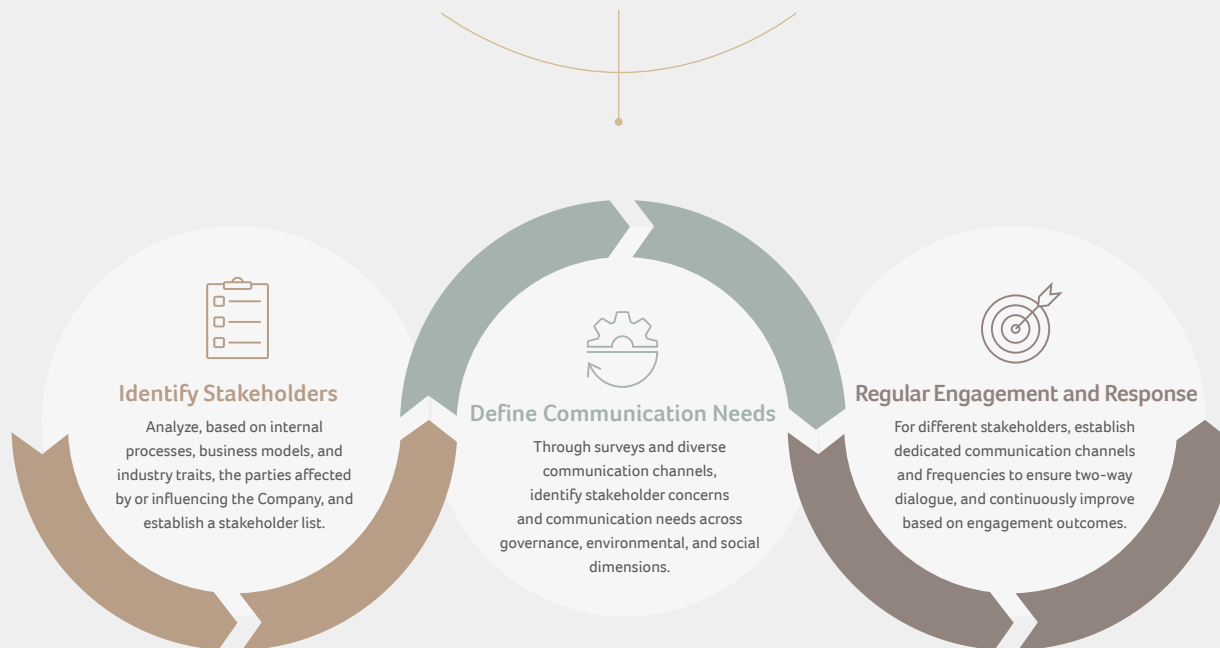 Identify Stakeholders
Analyze, based on internal
processes, business models, and
industry traits, the parties affected
by or influencing the Company, and
establish a stakeholder list.
Define Communication Needs
Through surveys and diverse
communication channels,
identify stakeholder concerns
and communication needs across
governance, environmental, and social
dimensions.
Regular Engagement and Response
For different stakeholders, establish
dedicated communication channels
and frequencies to ensure two-way
dialogue, and continuously improve
based on engagement outcomes.